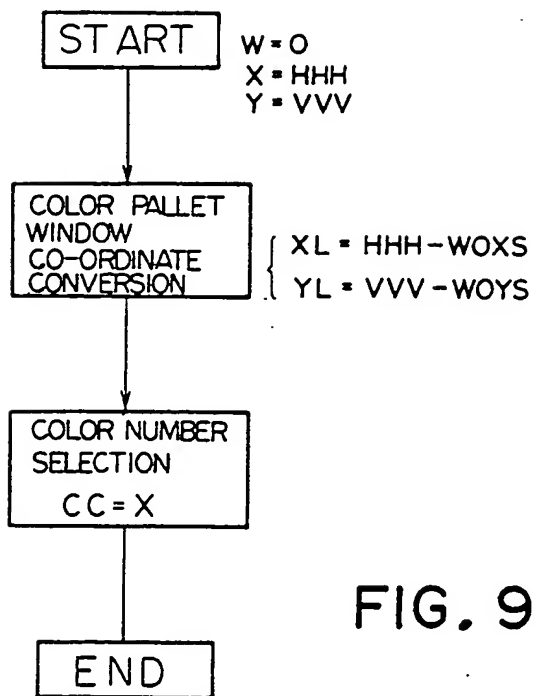 START
W = 0
X = HHH
Y = VVV
COLOR PALLET
WINDOW
CO-ORDINATE
CONVERSION
XL = HHH - WOXS
YL = VVV - WOYS
COLOR NUMBER
SELECTION
CC = X
END
FIG. 9